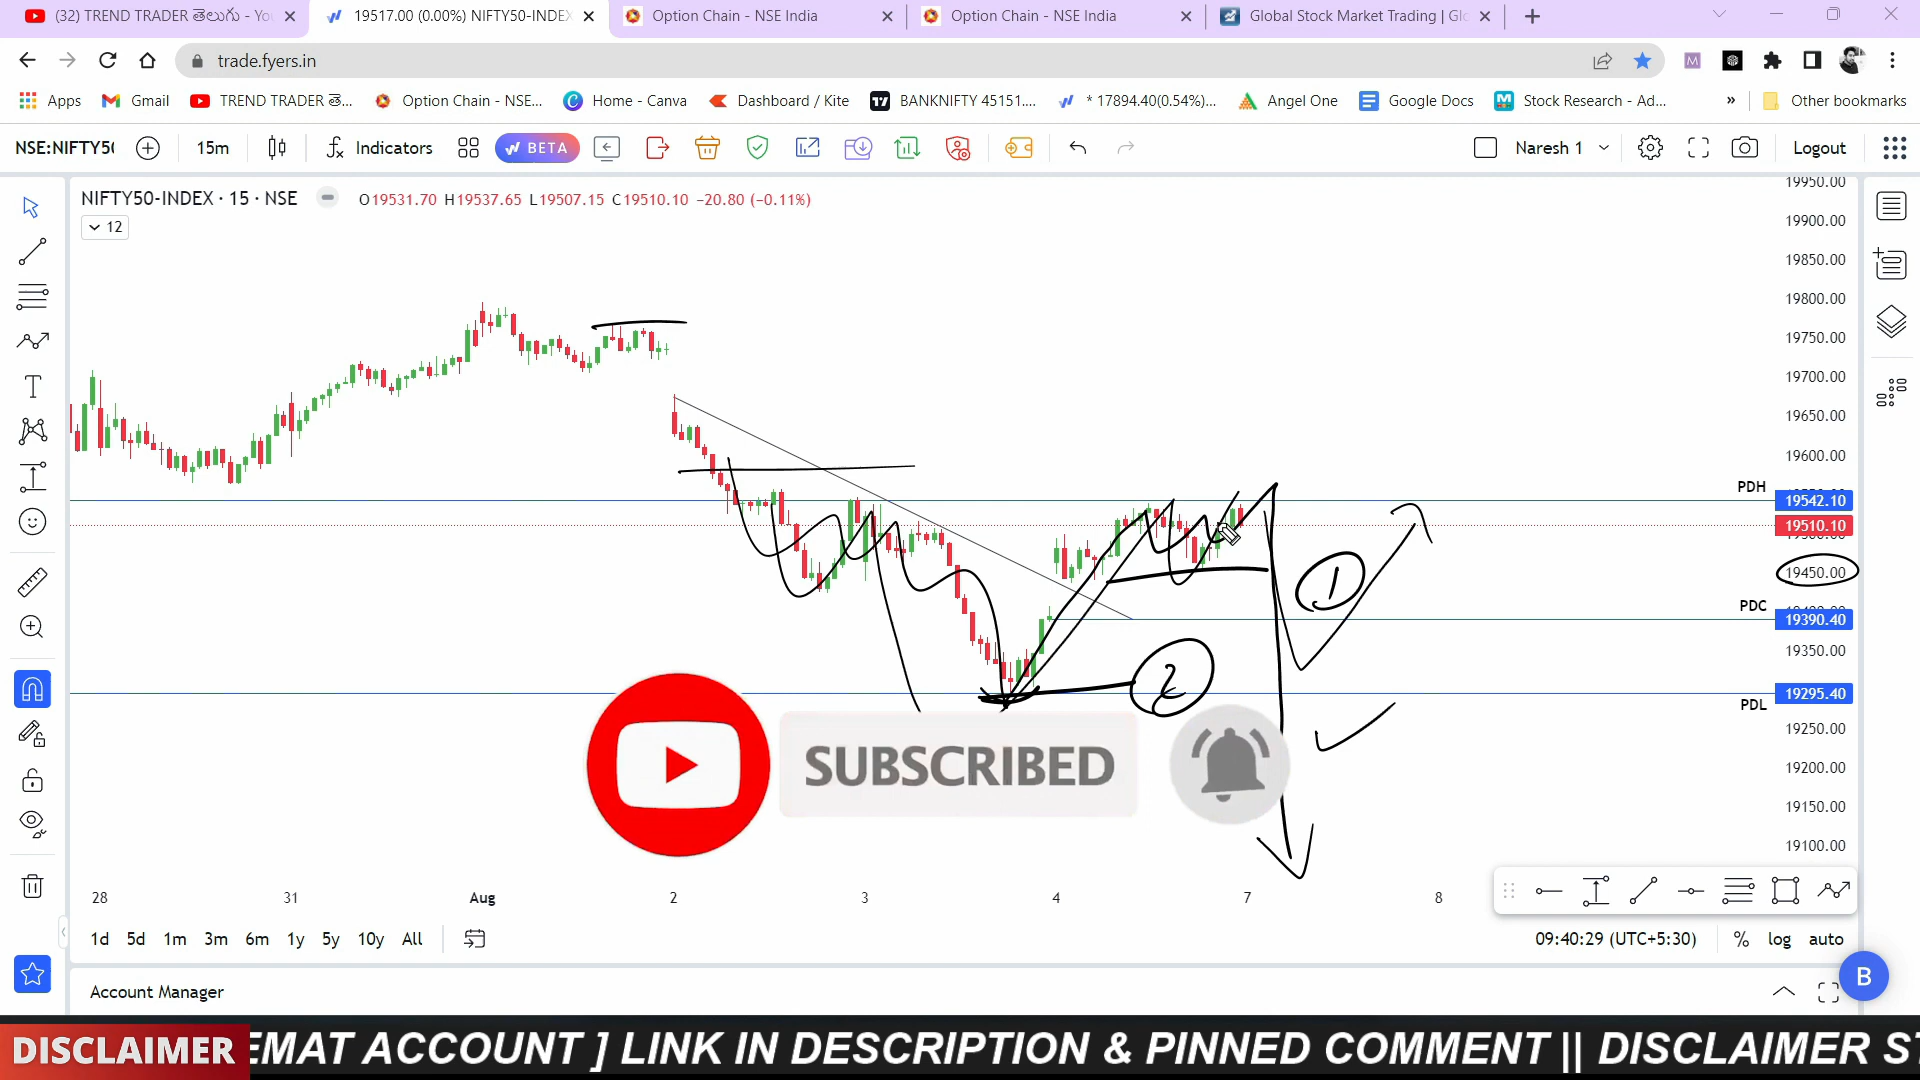 (32) TREND TRADER తెలుగు - Yo
19517.00 (0.00%) NIFTY50-INDEX
Option Chain - NSE India
Option Chain - NSE India
Global Stock Market Trading | Gl
trade.fyers.in
Apps
Gmail
TREND TRADER తె...
Option Chain - NSE...
Home - Canva
Dashboard / Kite
BANKNIFTY 45151....
* 17894.40(0.54%)...
Angel One
Google Docs
Stock Research - Ad...
»
Other bookmarks
NSE:NIFTY50
15m
Indicators
BETA
Naresh 1
Logout
NIFTY50-INDEX · 15 · NSE
O19531.70 H19537.65 L19507.15 C19510.10 −20.80 (−0.11%)
12
19950.00
19900.00
19850.00
19800.00
19750.00
19700.00
19650.00
19600.00
PDH
19542.10
19510.10
19450.00
1
PDC
19390.40
19350.00
2
19295.40
PDL
19250.00
19200.00
19150.00
19100.00
SUBSCRIBED
28
31
Aug
2
3
4
7
8
1d
5d
1m
3m
6m
1y
5y
10y
All
09:40:29 (UTC+5:30)
%
log
auto
Account Manager
B
DISCLAIMER
EMAT ACCOUNT ] LINK IN DESCRIPTION & PINNED COMMENT || DISCLAIMER ST